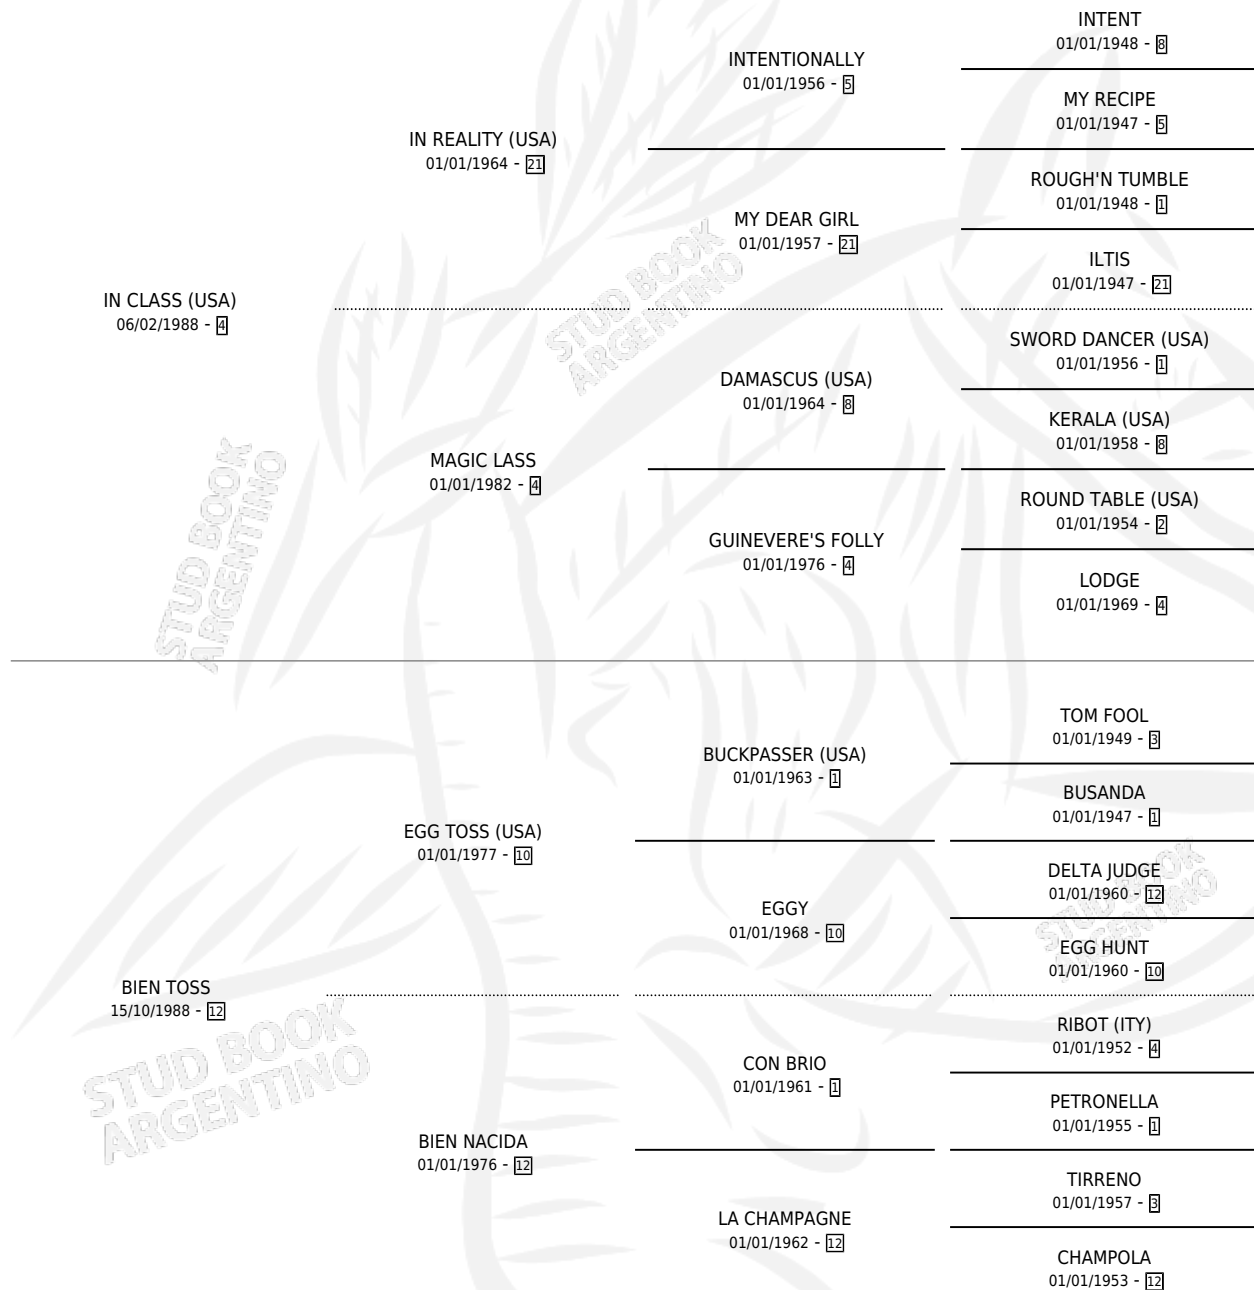 INTENT
01/01/1948 - 8
INTENTIONALLY
01/01/1956 - 5
MY RECIPE
01/01/1947 - 5
IN REALITY (USA)
01/01/1964 - 21
ROUGH'N TUMBLE
01/01/1948 - 1
MY DEAR GIRL
01/01/1957 - 21
ILTIS
01/01/1947 - 21
IN CLASS (USA)
06/02/1988 - 4
STUD BOOK
ARGENTINO
SWORD DANCER (USA)
01/01/1956 - 1
DAMASCUS (USA)
01/01/1964 - 8
KERALA (USA)
01/01/1958 - 8
MAGIC LASS
01/01/1982 - 4
STUD BOOK
ARGENTINO
ROUND TABLE (USA)
01/01/1954 - 2
GUINEVERE'S FOLLY
01/01/1976 - 4
LODGE
01/01/1969 - 4
TOM FOOL
01/01/1949 - 3
BUCKPASSER (USA)
01/01/1963 - 1
BUSANDA
01/01/1947 - 1
EGG TOSS (USA)
01/01/1977 - 10
DELTA JUDGE
01/01/1960 - 12
EGGY
01/01/1968 - 10
STUD BOOK
ARGENTINO
EGG HUNT
01/01/1960 - 10
BIEN TOSS
15/10/1988 - 12
STUD BOOK
ARGENTINO
RIBOT (ITY)
01/01/1952 - 4
CON BRIO
01/01/1961 - 1
PETRONELLA
01/01/1955 - 1
BIEN NACIDA
01/01/1976 - 12
TIRRENO
01/01/1957 - 3
LA CHAMPAGNE
01/01/1962 - 12
CHAMPOLA
01/01/1953 - 12